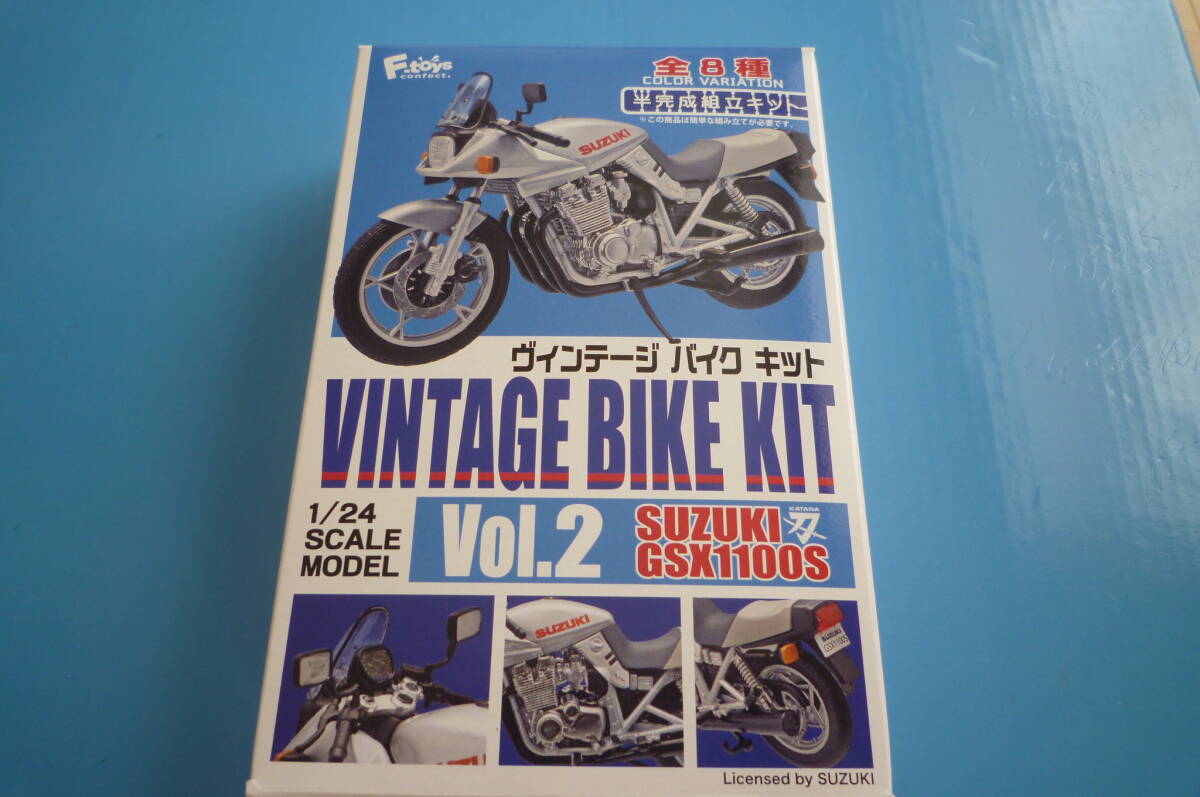 F-toys
confect.
全8種
COLOR VARIATION
半完成組立キット
※この商品は簡単な組み立てが必要です。
SUZUKI
ヴィンテージ バイク キット
VINTAGE BIKE KIT
1/24
SCALE
MODEL
Vol.2
SUZUKI
GSX1100S
KATANA
刃
SUZUKI
SUZUKI
GSX1100S
Licensed by SUZUKI